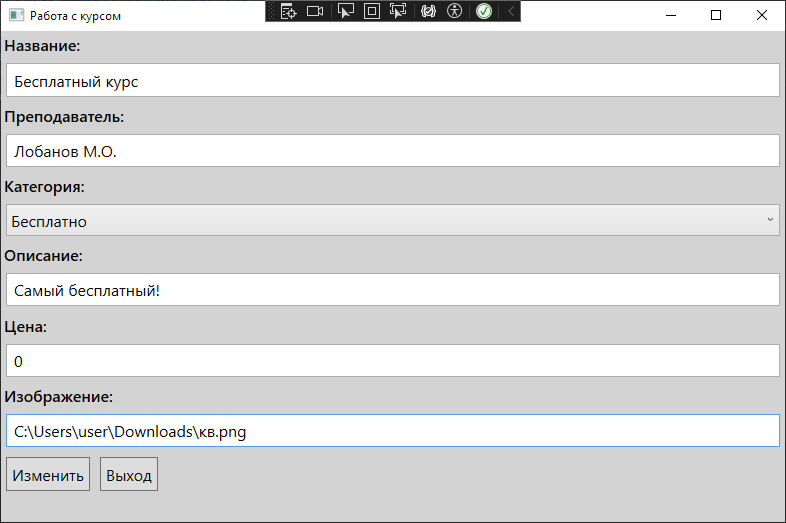 Работа с курсом
Название:
Бесплатный курс
Преподаватель:
Лобанов М.О.
Категория:
Бесплатно
Описание:
Самый бесплатный!
Цена:
0
Изображение:
C:\Users\user\Downloads\кв.png
Изменить
Выход